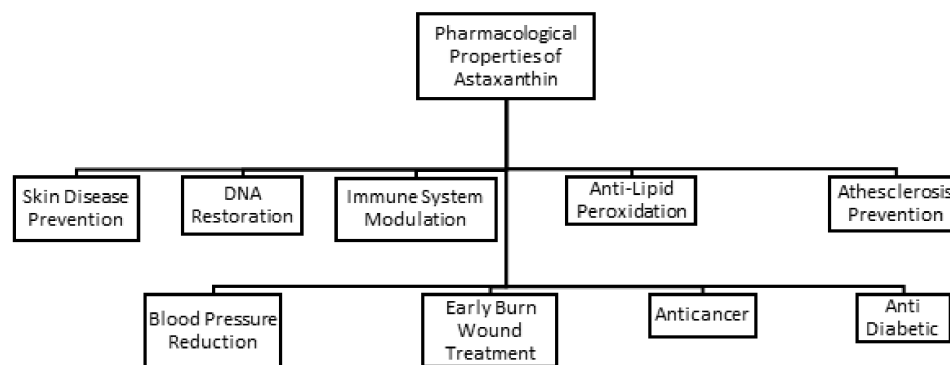 Pharmacological
Properties of
Astaxanthin
Skin Disease
Prevention
DNA
Restoration
Immune System
Modulation
Anti-Lipid
Peroxidation
Athesclerosis
Prevention
Blood Pressure
Reduction
Early Burn
Wound
Treatment
Anticancer
Anti
Diabetic